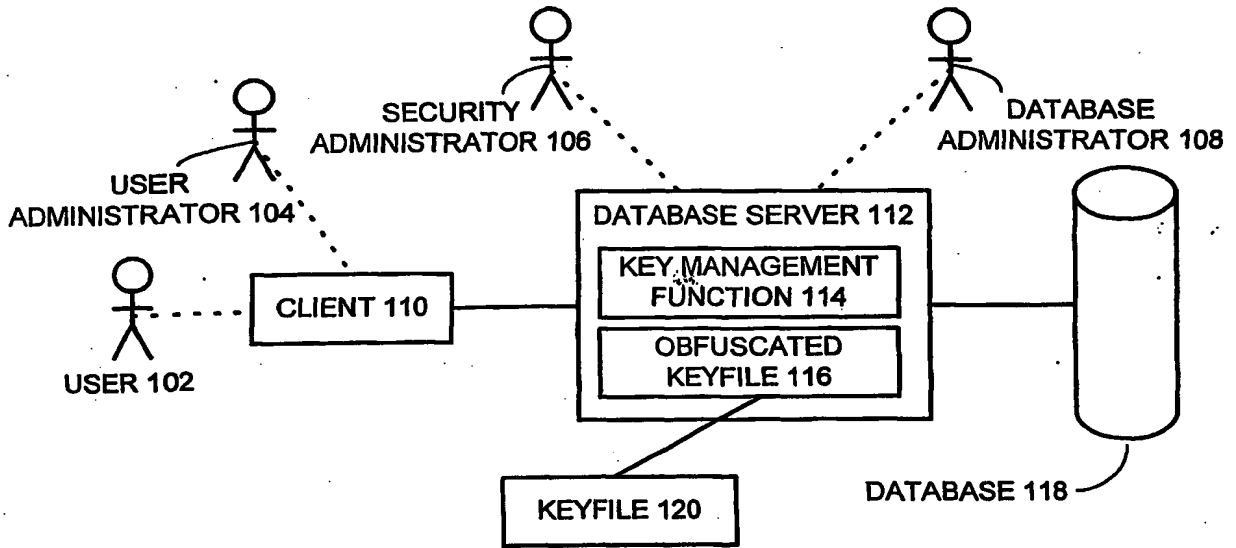 SECURITY
ADMINISTRATOR 106
DATABASE
ADMINISTRATOR 108
USER
ADMINISTRATOR 104
DATABASE SERVER 112
KEY MANAGEMENT
FUNCTION 114
CLIENT 110
OBFUSCATED
KEYFILE 116
USER 102
KEYFILE 120
DATABASE 118